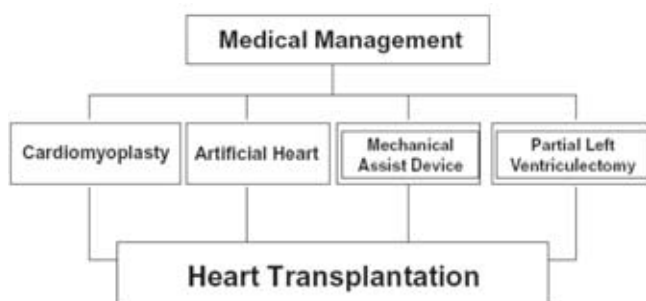 Medical Management
Cardiomyoplasty
Artificial Heart
Mechanical
Assist Device
Partial Left
Ventriculectomy
Heart Transplantation